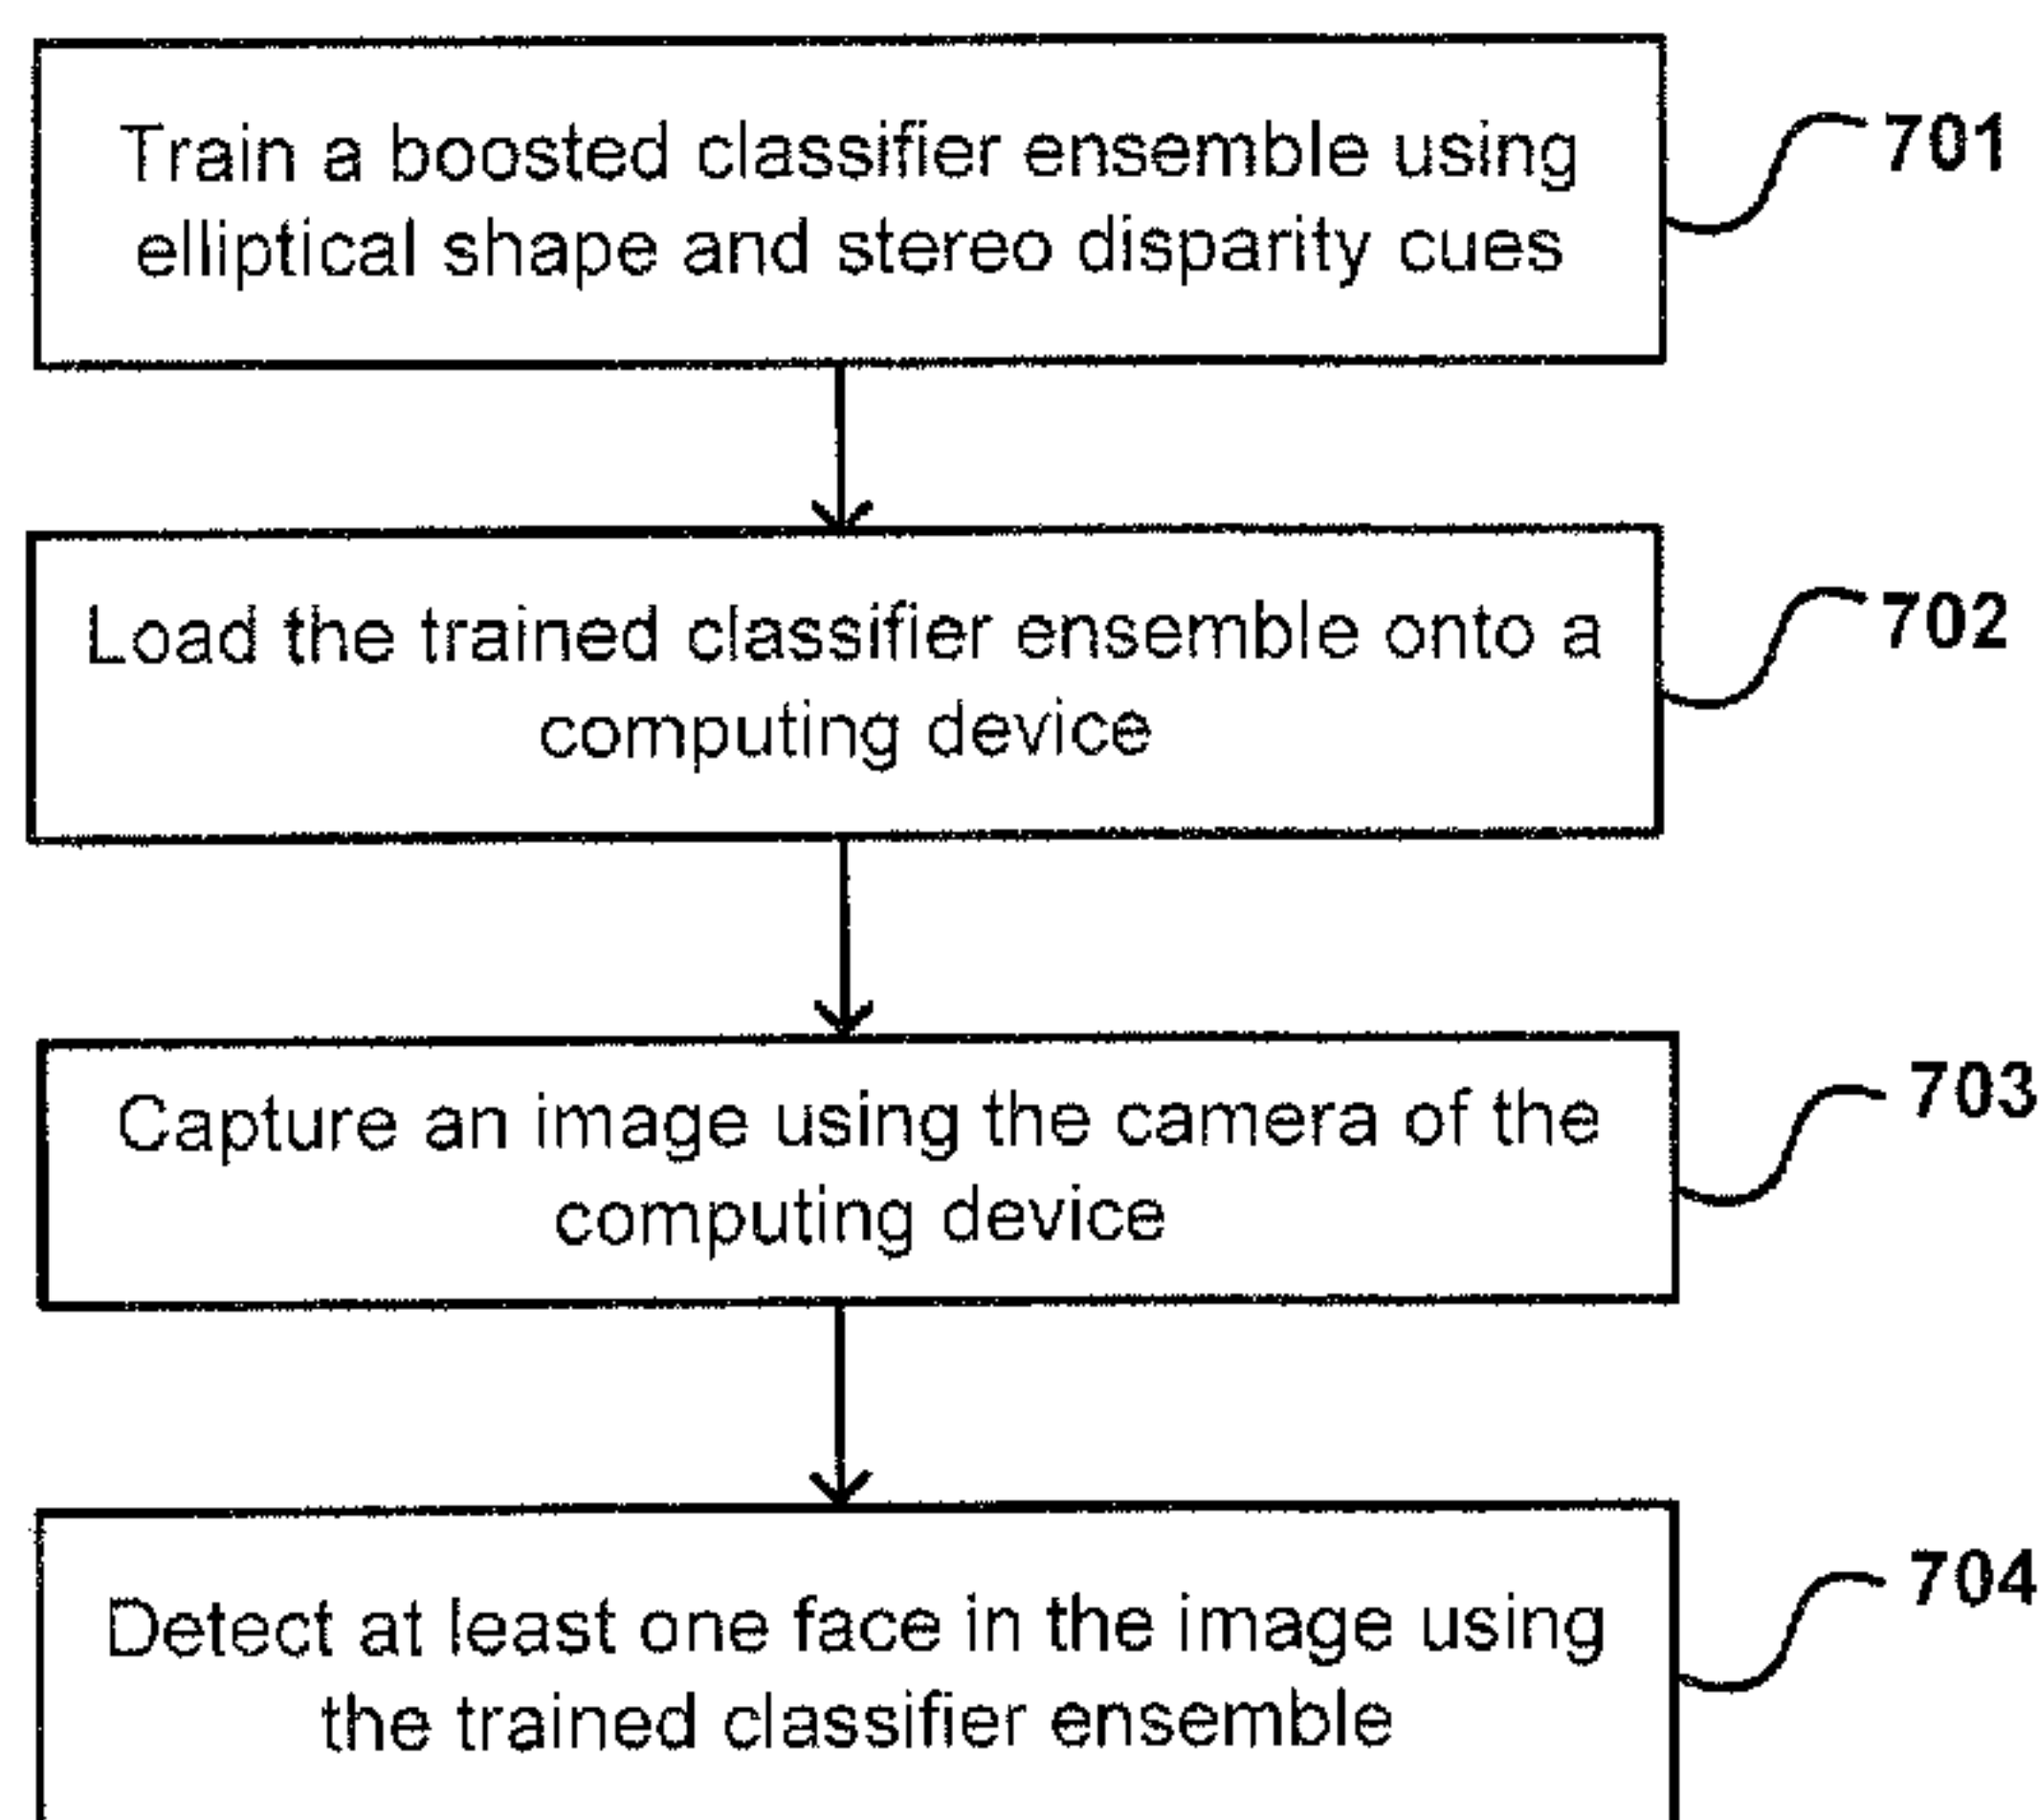 Train a boosted classifier ensemble using
elliptical shape and stereo disparity cues
701
Load the trained classifier ensemble onto a
computing device
702
Capture an image using the camera of the
computing device
703
Detect at least one face in the image using
the trained classifier ensemble
704